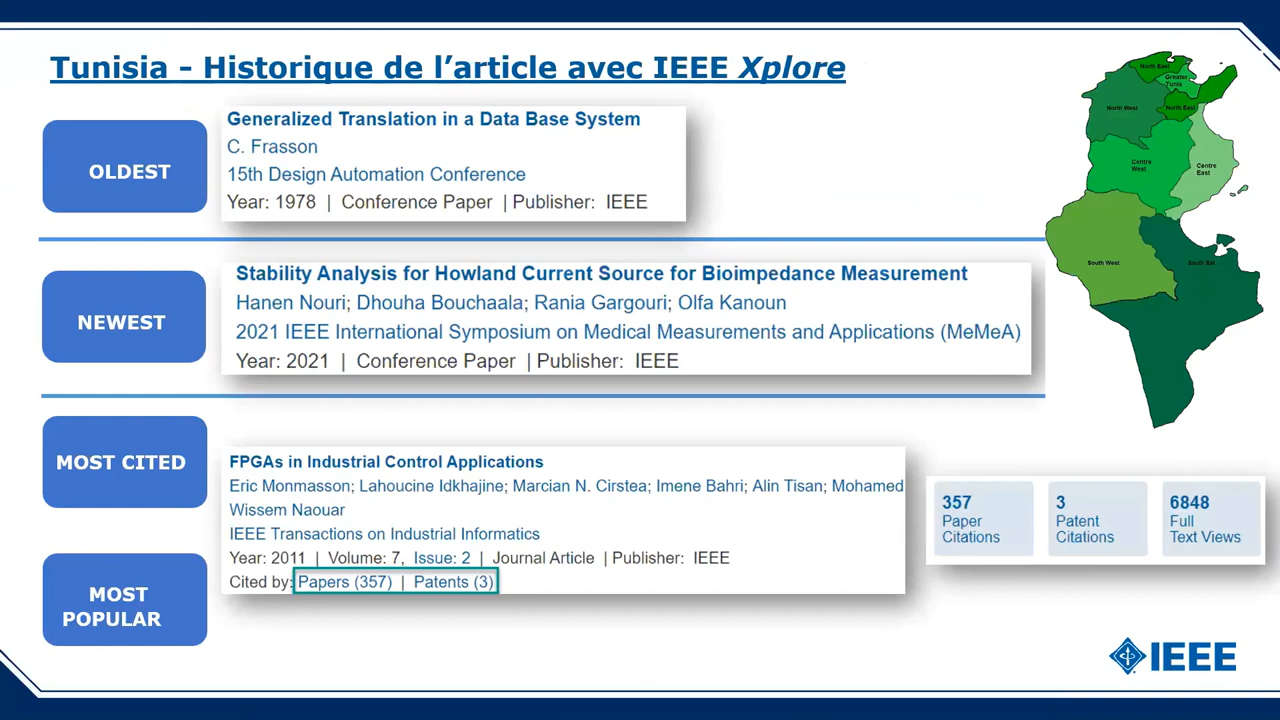 Tunisia - Historique de l’article avec IEEE Xplore
OLDEST
Generalized Translation in a Data Base System
C. Frasson
15th Design Automation Conference
Year: 1978 | Conference Paper | Publisher: IEEE
NEWEST
Stability Analysis for Howland Current Source for Bioimpedance Measurement
Hanen Nouri; Dhouha Bouchaala; Rania Gargouri; Olfa Kanoun
2021 IEEE International Symposium on Medical Measurements and Applications (MeMeA)
Year: 2021 | Conference Paper | Publisher: IEEE
MOST CITED
MOST
POPULAR
FPGAs in Industrial Control Applications
Eric Monmasson; Lahoucine Idkhajine; Marcian N. Cirstea; Imene Bahri; Alin Tisan; Mohamed
Wissem Naouar
IEEE Transactions on Industrial Informatics
Year: 2011 | Volume: 7, Issue: 2 | Journal Article | Publisher: IEEE
Cited by: Papers (357) | Patents (3)
357
Paper
Citations
3
Patent
Citations
6848
Full
Text Views
North East
Greater
Tunis
North West
North East
Centre
West
Centre
East
South West
South Eat
IEEE